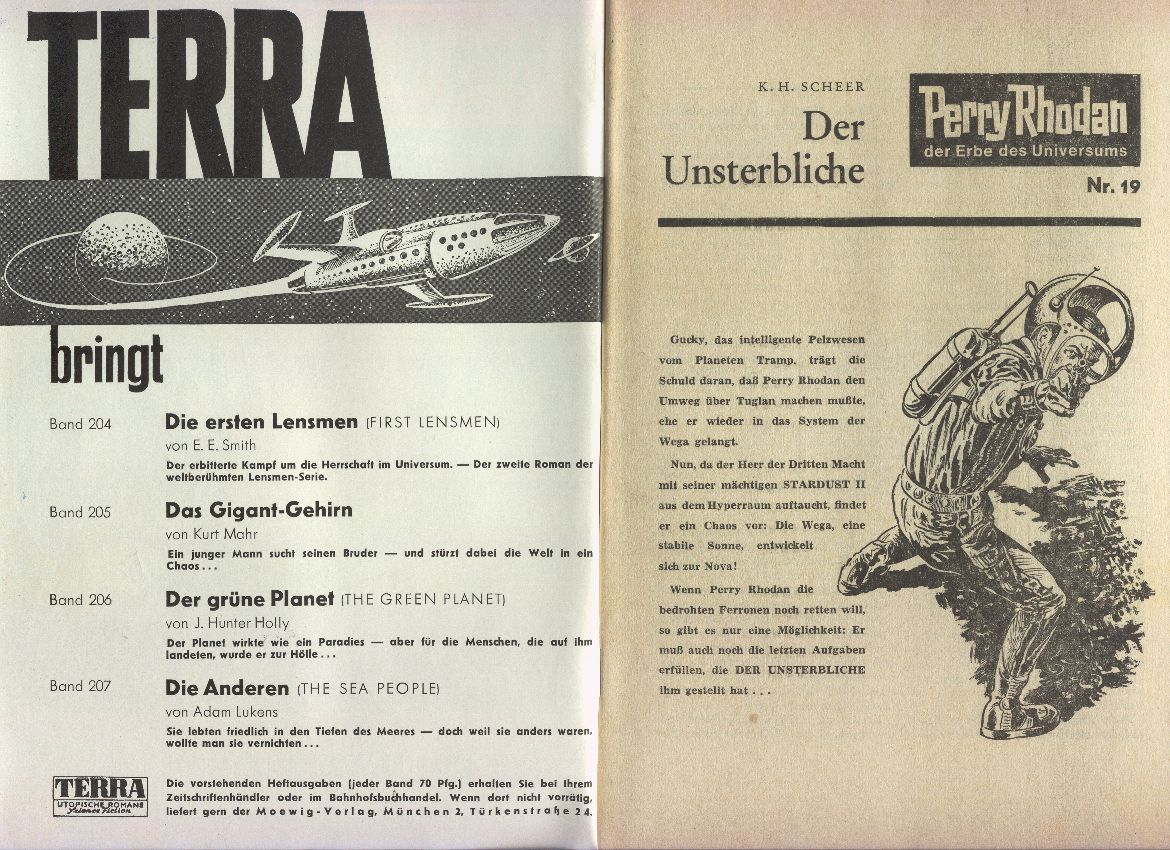 TERRA
bringt
Band 204
Die ersten Lensmen (FIRST LENSMEN)
von E. E. Smith
Der erbitterte Kampf um die Herrschaft im Universum. — Der zweite Roman der
weltberühmten Lensmen-Serie.
Band 205
Das Gigant-Gehirn
von Kurt Mahr
Ein junger Mann sucht seinen Bruder — und stürzt dabei die Welt in ein
Chaos...
Band 206
Der grüne Planet (THE GREEN PLANET)
von J. Hunter Holly
Der Planet wirkte wie ein Paradies — aber für die Menschen, die auf ihm
landeten, wurde er zur Hölle...
Band 207
Die Anderen (THE SEA PEOPLE)
von Adam Lukens
Sie lebten friedlich in den Tiefen des Meeres — doch weil sie anders waren,
wollte man sie vernichten...
TERRA
UTOPISCHE ROMANE
Science Fiction
Die vorstehenden Heftausgaben (jeder Band 70 Pfg.) erhalten Sie bei Ihrem
Zeitschriftenhändler oder im Bahnhofsbuchhandel. Wenn dort nicht vorrätig,
liefert gern der Moewig-Verlag, München 2, Türkenstraße 24.
K. H. SCHEER
Der
Unsterbliche
Perry Rhodan
der Erbe des Universums
Nr. 19
Gucky, das intelligente Pelzwesen
vom Planeten Tramp, trägt die
Schuld daran, daß Perry Rhodan den
Umweg über Tuglan machen mußte,
ehe er wieder in das System der
Wega gelangt.
Nun, da der Herr der Dritten Macht
mit seiner mächtigen STARDUST II
aus dem Hyperraum auftaucht, findet
er ein Chaos vor: Die Wega, eine
stabile Sonne, entwickelt
sich zur Nova!
Wenn Perry Rhodan die
bedrohten Ferronen noch retten will,
so gibt es nur eine Möglichkeit: Er
muß auch noch die letzten Aufgaben
erfüllen, die DER UNSTERBLICHE
ihm gestellt hat . . .